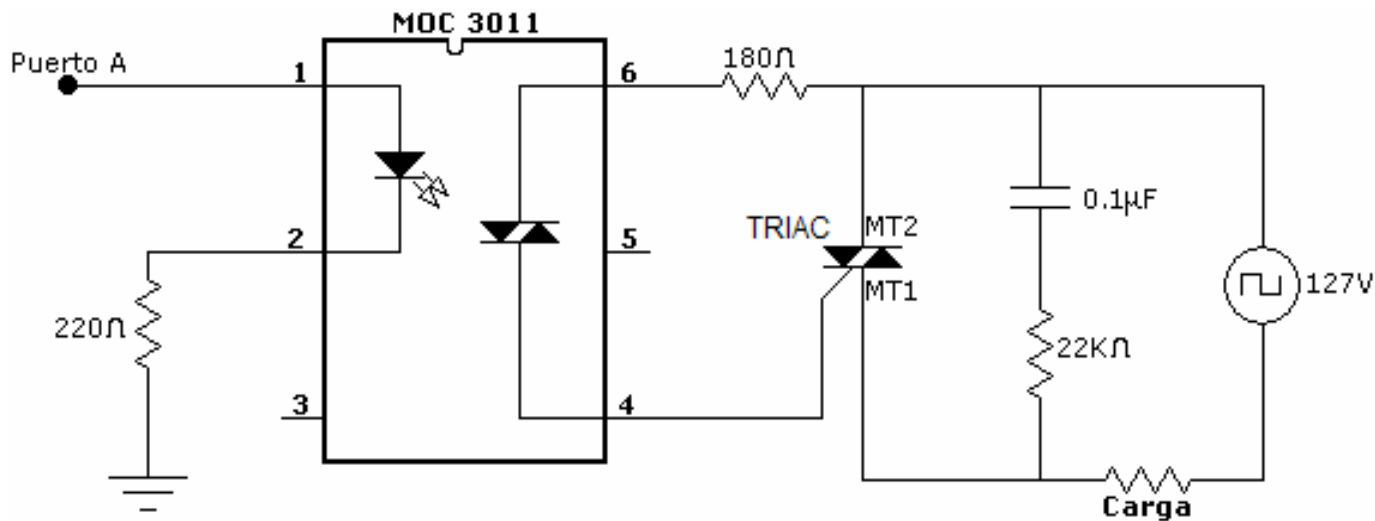 MOC 3011
Puerto A
1
6
180Ω
2
5
TRIAC
MT2
MT1
0.1µF
127V
220Ω
22KΩ
3
4
Carga